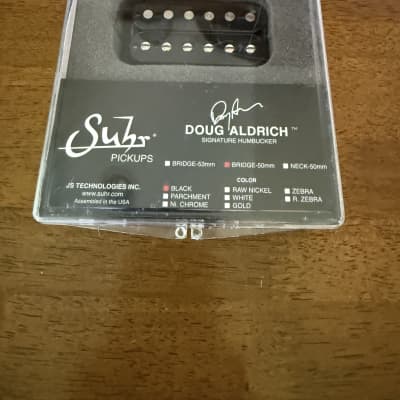 Suhr
PICKUPS
DOUG ALDRICH™
SIGNATURE HUMBUCKER
BRIDGE-53mm BRIDGE-50mm NECK-50mm
COLOR
JS TECHNOLOGIES INC.
www.suhr.com
Assembled in the USA
BLACK RAW NICKEL ZEBRA
PARCHMENT WHITE R. ZEBRA
Ni. CHROME GOLD